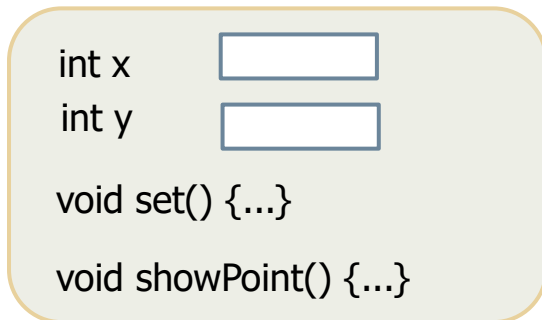 int x
int y
void set() {...}
void showPoint() {...}